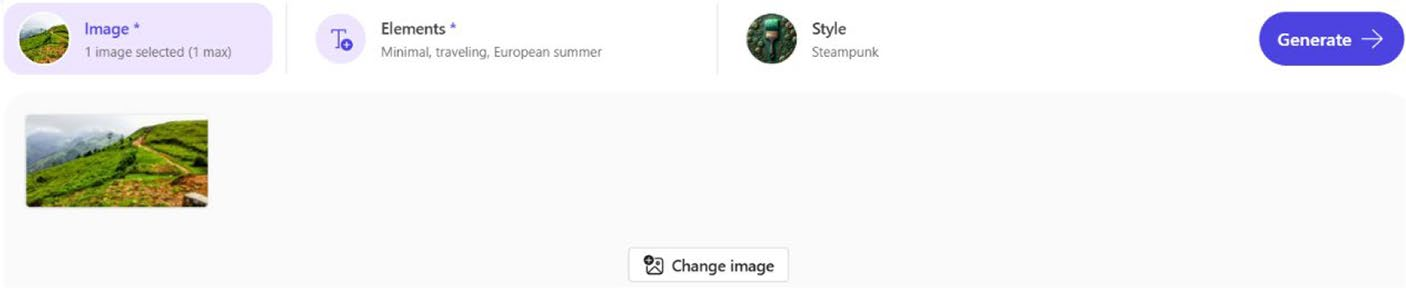 Image *
1 image selected (1 max)
Elements *
Minimal, traveling, European summer
Style
Steampunk
Generate
Change image